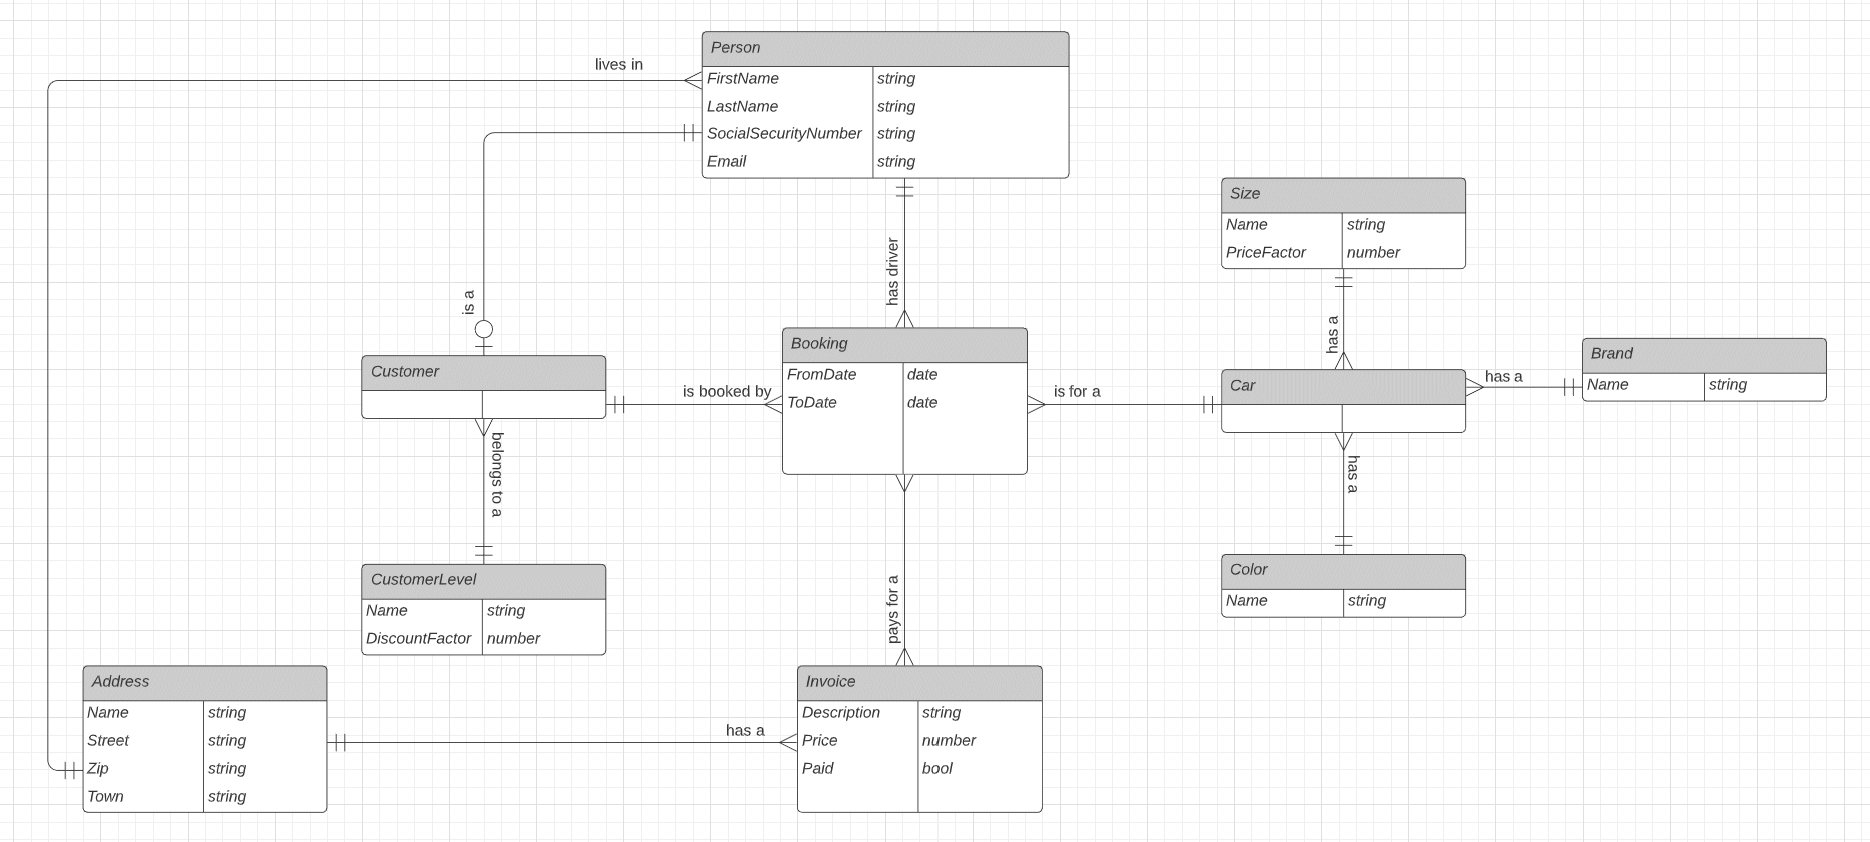 lives in
Person
FirstName string
LastName string
SocialSecurityNumber string
Email string
is a
has driver
Size
Name string
PriceFactor number
has a
Customer
is booked by
Booking
FromDate date
ToDate date
is for a
Car
has a
Brand
Name string
belongs to a
has a
CustomerLevel
Name string
DiscountFactor number
pays for a
Color
Name string
Address
Name string
Street string
Zip string
Town string
has a
Invoice
Description string
Price number
Paid bool